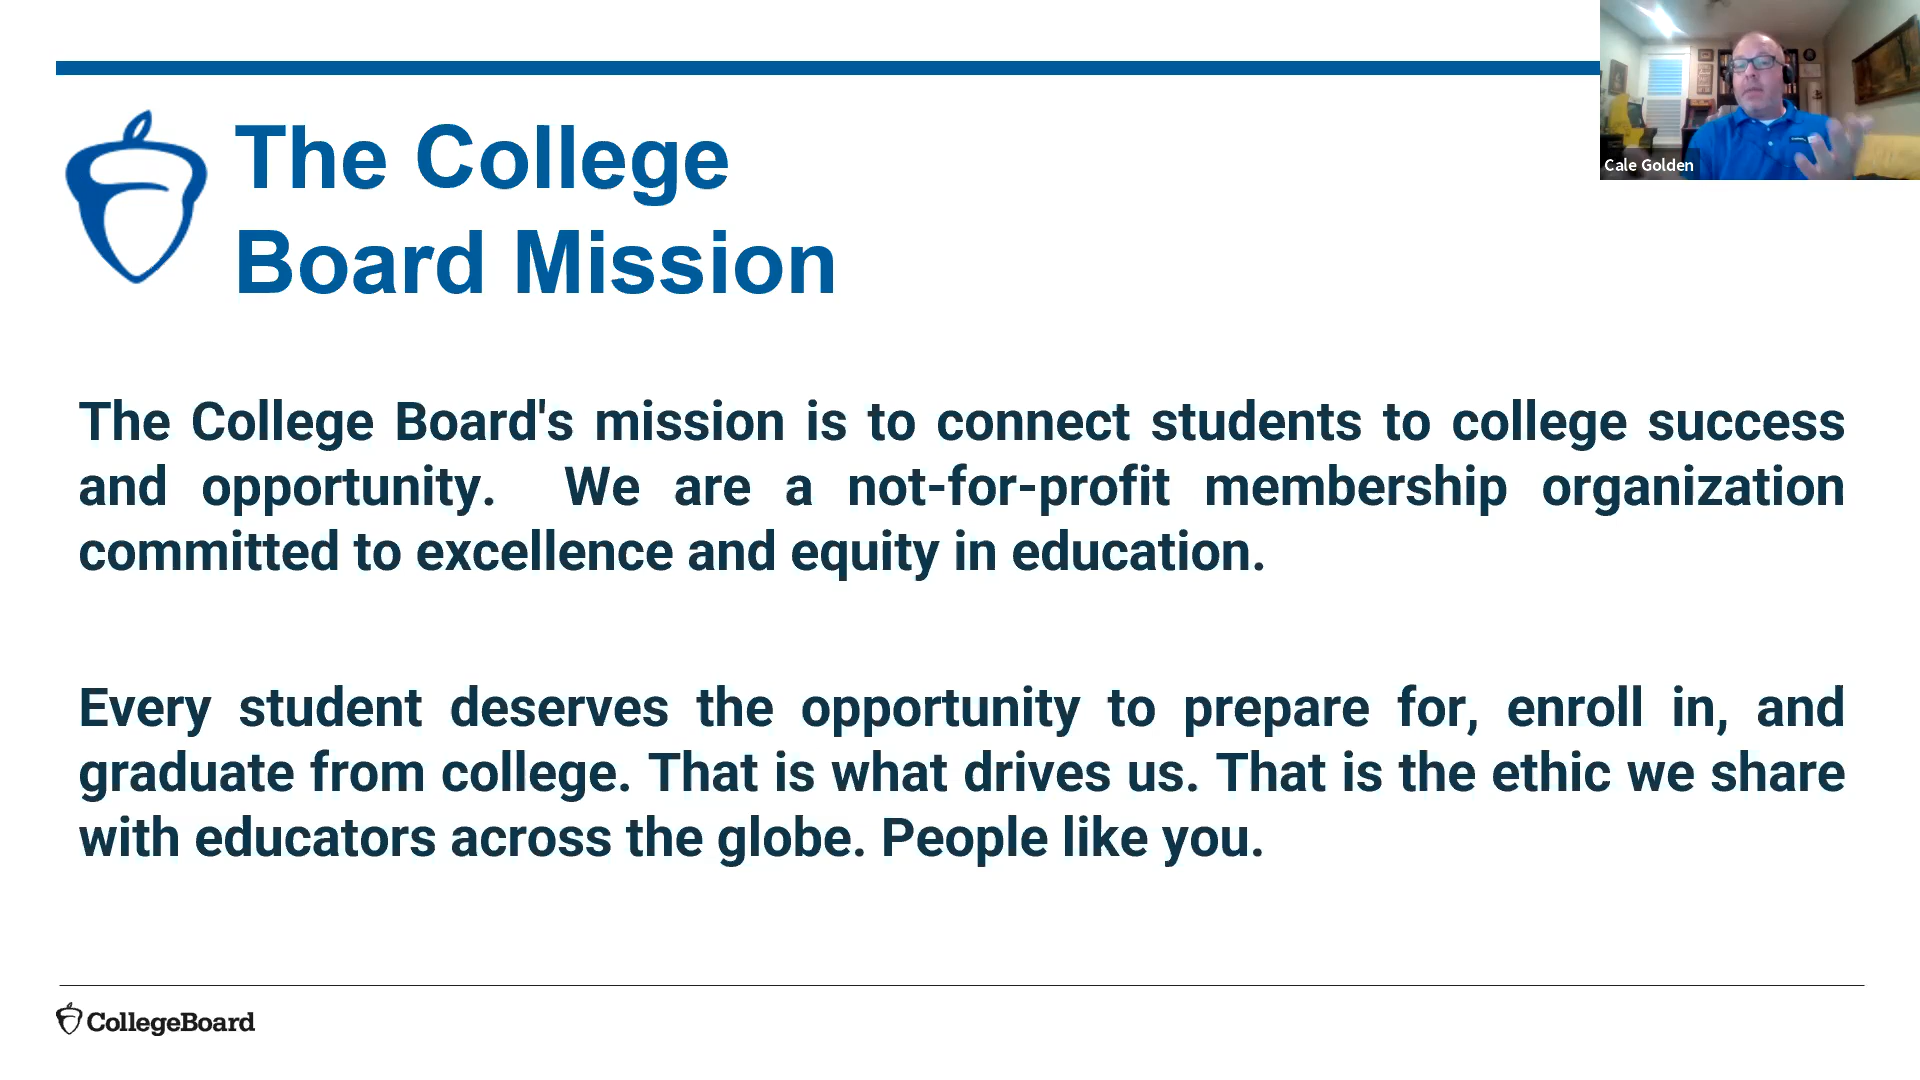 The College
Board Mission
Cale Golden
The College Board's mission is to connect students to college success
and opportunity. We are a not-for-profit membership organization
committed to excellence and equity in education.
Every student deserves the opportunity to prepare for, enroll in, and
graduate from college. That is what drives us. That is the ethic we share
with educators across the globe. People like you.
CollegeBoard